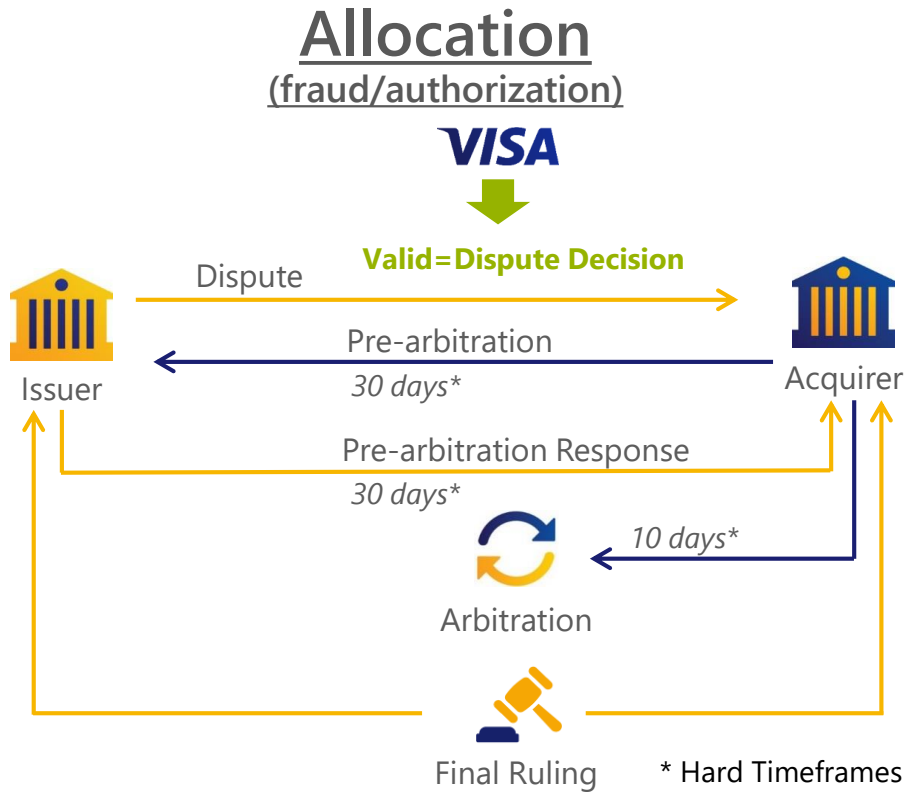 Allocation
(fraud/authorization)
VISA
Valid=Dispute Decision
Dispute
Pre-arbitration
30 days*
Issuer
Acquirer
Pre-arbitration Response
30 days*
10 days*
Arbitration
Final Ruling
* Hard Timeframes